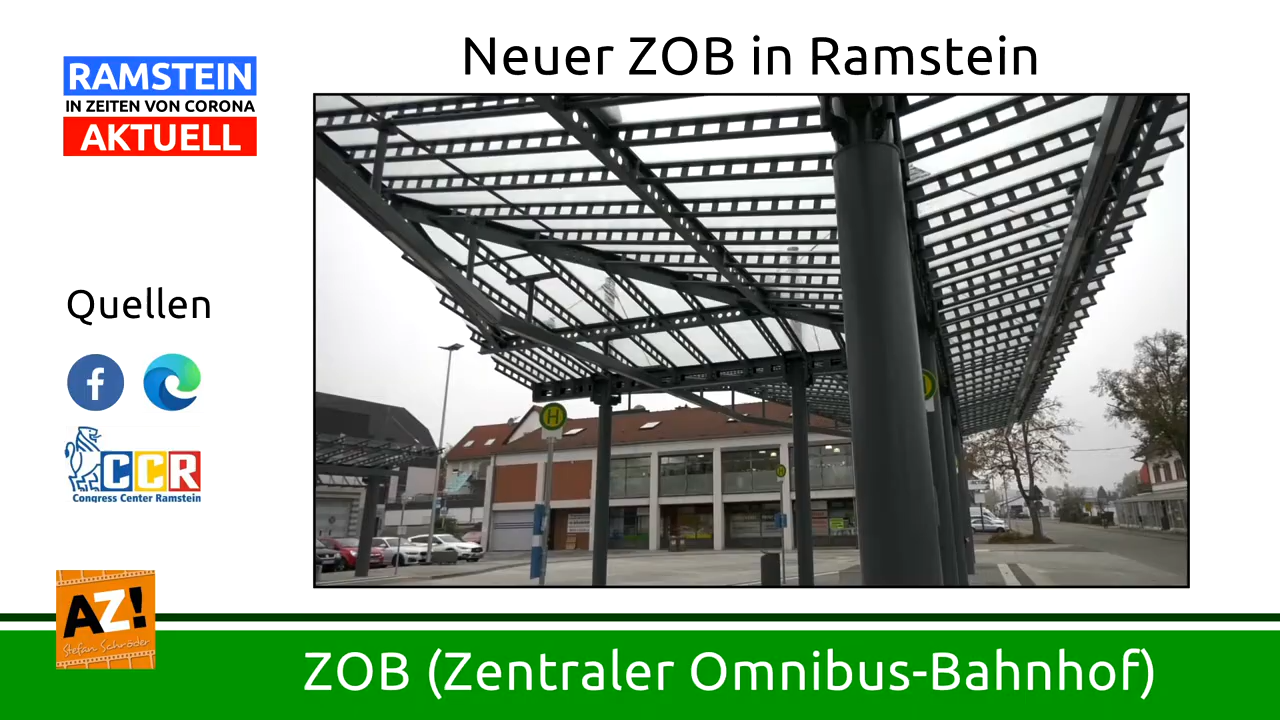 Neuer ZOB in Ramstein
RAMSTEIN
IN ZEITEN VON CORONA
AKTUELL
Quellen
f
CCR
Congress Center Ramstein
H
H
AZ!
Stefan Schröder
ZOB (Zentraler Omnibus-Bahnhof)